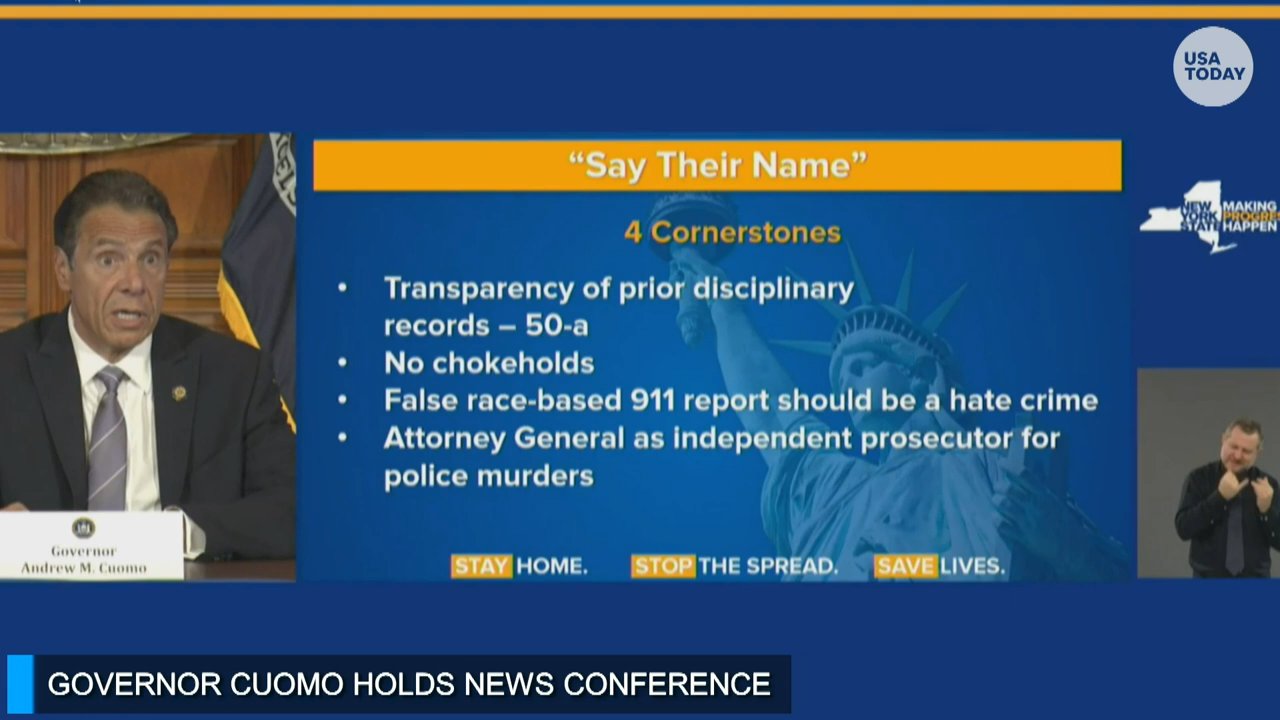 USA
TODAY
“Say Their Name”
4 Cornerstones
• Transparency of prior disciplinary
records – 50-a
• No chokeholds
• False race-based 911 report should be a hate crime
• Attorney General as independent prosecutor for
police murders
STAY HOME. STOP THE SPREAD. SAVE LIVES.
NEW
YORK
STATE
MAKING
PROGRE
HAPPEN
Governor
Andrew M. Cuomo
GOVERNOR CUOMO HOLDS NEWS CONFERENCE